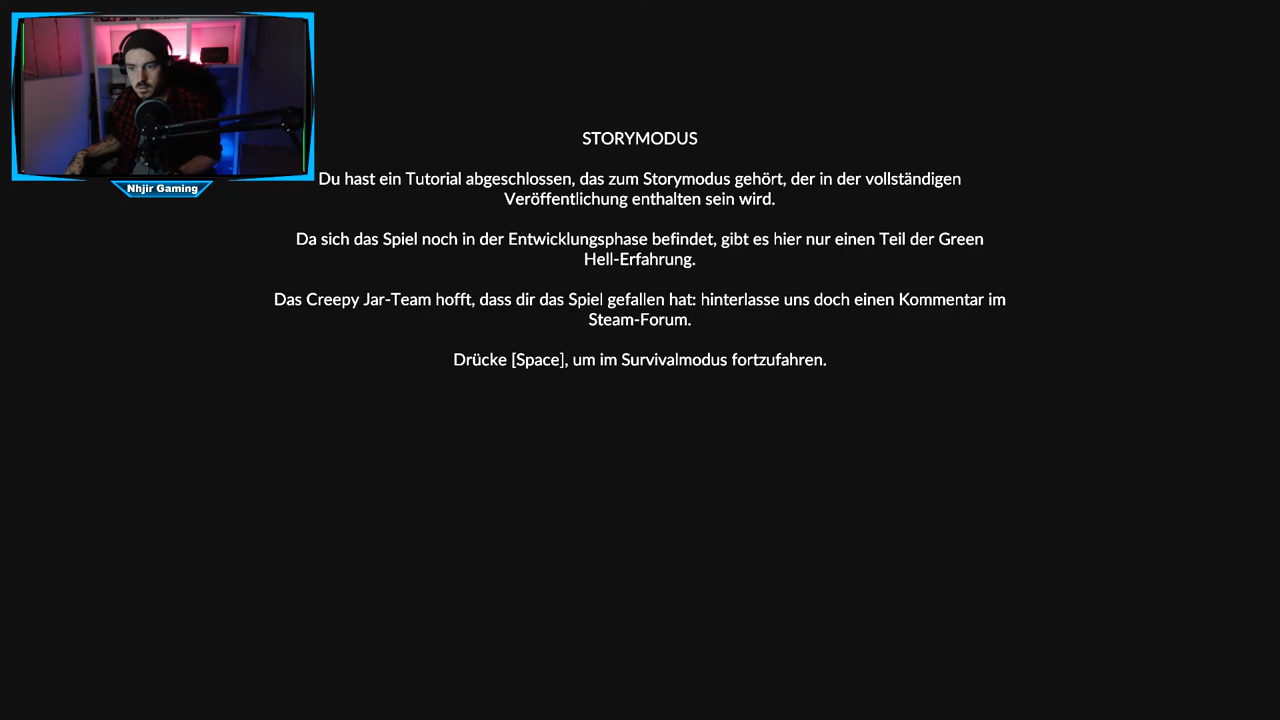 Nhjir Gaming
STORYMODUS
Du hast ein Tutorial abgeschlossen, das zum Storymodus gehört, der in der vollständigen
Veröffentlichung enthalten sein wird.
Da sich das Spiel noch in der Entwicklungsphase befindet, gibt es hier nur einen Teil der Green
Hell-Erfahrung.
Das Creepy Jar-Team hofft, dass dir das Spiel gefallen hat: hinterlasse uns doch einen Kommentar im
Steam-Forum.
Drücke [Space], um im Survivalmodus fortzufahren.